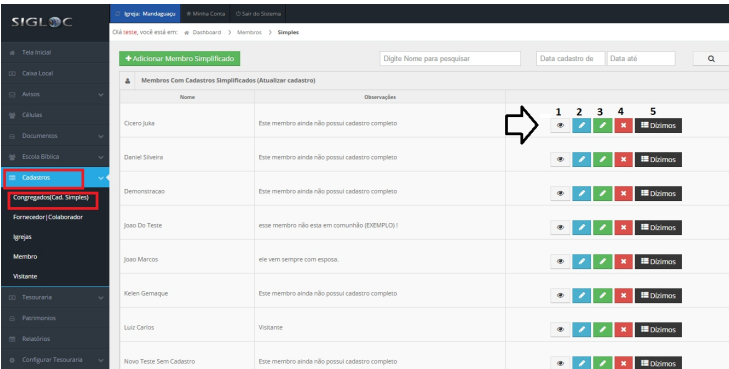 SIGLOC
Igreja: Mandaguaçu Minha Conta Sair do Sistema
Olá teste, você está em: Dashboard > Membros > Simples
Tela Inicial
Caixa Local
Avisos
Células
Documentos
Escola Bíblica
Cadastros
Congregados(Cad. Simples)
Fornecedor|Colaborador
Igrejas
Membro
Visitante
Tesouraria
Patrimonios
Relatórios
Configurar Tesouraria
+Adicionar Membro Simplificado Digite Nome para pesquisar Data cadastro de Data até
Membros Com Cadastros Simplificados (Atualizar cadastro)
Nome Observações
1 2 3 4 5
Cicero Juka Este membro ainda não possui cadastro completo Dízimos
Daniel Silveira Este membro ainda não possui cadastro completo Dízimos
Demonstracao Este membro ainda não possui cadastro completo Dízimos
Joao Do Teste esse membro não essa em comunhão (EXEMPLO) ! Dízimos
Joao Marcos ele vem sempre com esposa. Dízimos
Kelen Gemaque Este membro ainda não possui cadastro completo Dízimos
Luiz Carlos Visitante Dízimos
Novo Teste Sem Cadastro Este membro ainda não possui cadastro completo Dízimos